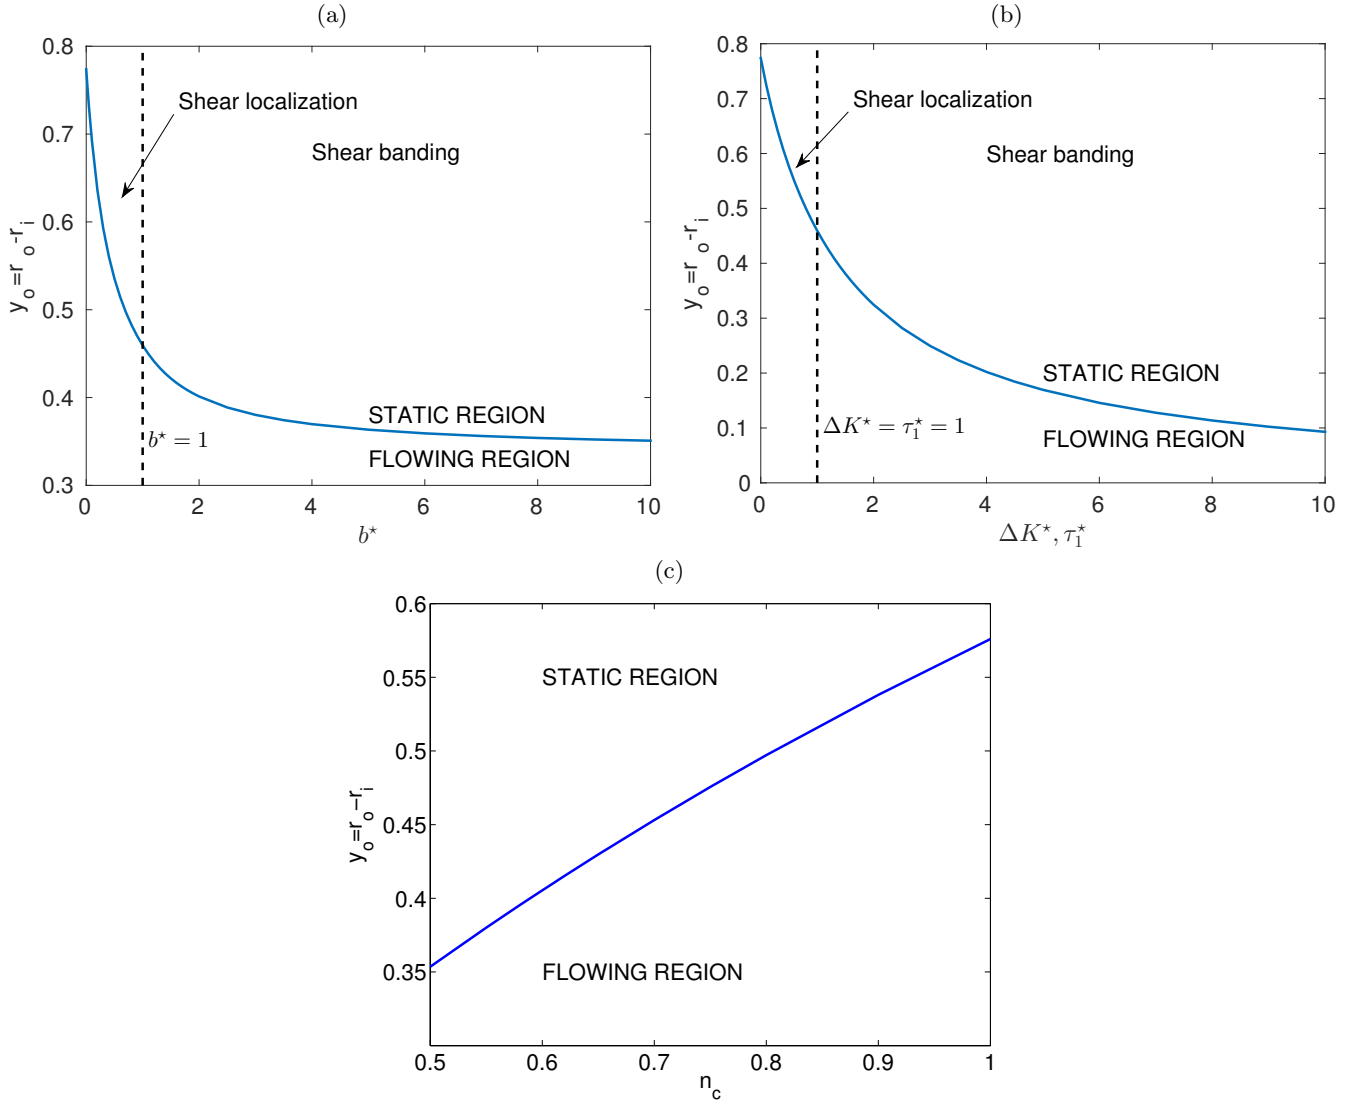 (a)
0.8
0.7
0.6
0.5
0.4
0.3
y_o=r_o-r_i
Shear localization
Shear banding
STATIC REGION
b⋆ = 1
FLOWING REGION
0 2 4 6 8 10
b⋆
(b)
0.8
0.7
0.6
0.5
0.4
0.3
0.2
0.1
0
y_o=r_o-r_i
Shear localization
Shear banding
STATIC REGION
ΔK⋆ = τ₁⋆ = 1
FLOWING REGION
0 2 4 6 8 10
ΔK⋆, τ₁⋆
(c)
0.6
0.55
0.5
0.45
0.4
0.35
y_o=r_o−r_i
STATIC REGION
FLOWING REGION
0.5 0.6 0.7 0.8 0.9 1
n_c